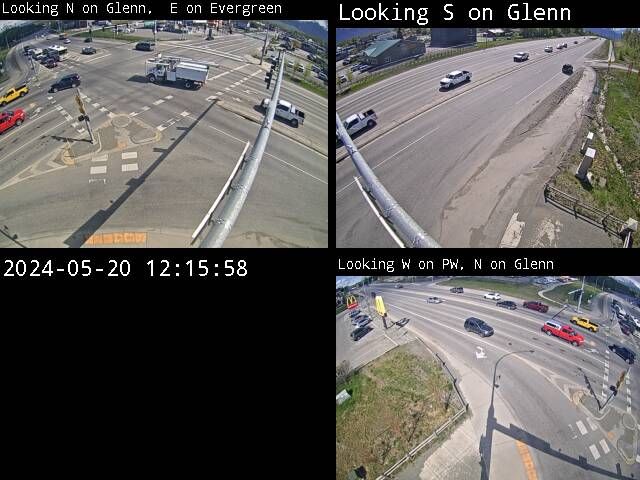 Looking N on Glenn,  E on Evergreen
Looking S on Glenn
2024-05-20 12:15:58
Looking W on PW, N on Glenn